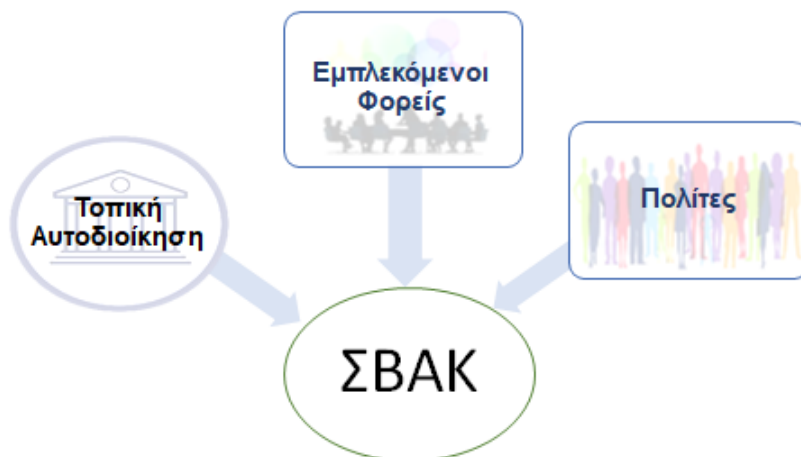 Εμπλεκόμενοι
Φορείς
Τοπική
Αυτοδιοίκηση
Πολίτες
ΣΒΑΚ